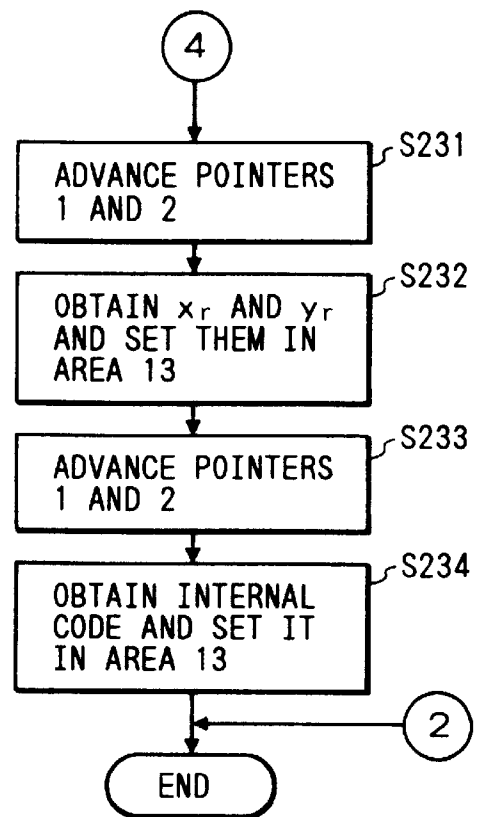 4
S231
ADVANCE POINTERS
1 AND 2
S232
OBTAIN xr AND yr
AND SET THEM IN
AREA 13
S233
ADVANCE POINTERS
1 AND 2
S234
OBTAIN INTERNAL
CODE AND SET IT
IN AREA 13
2
END